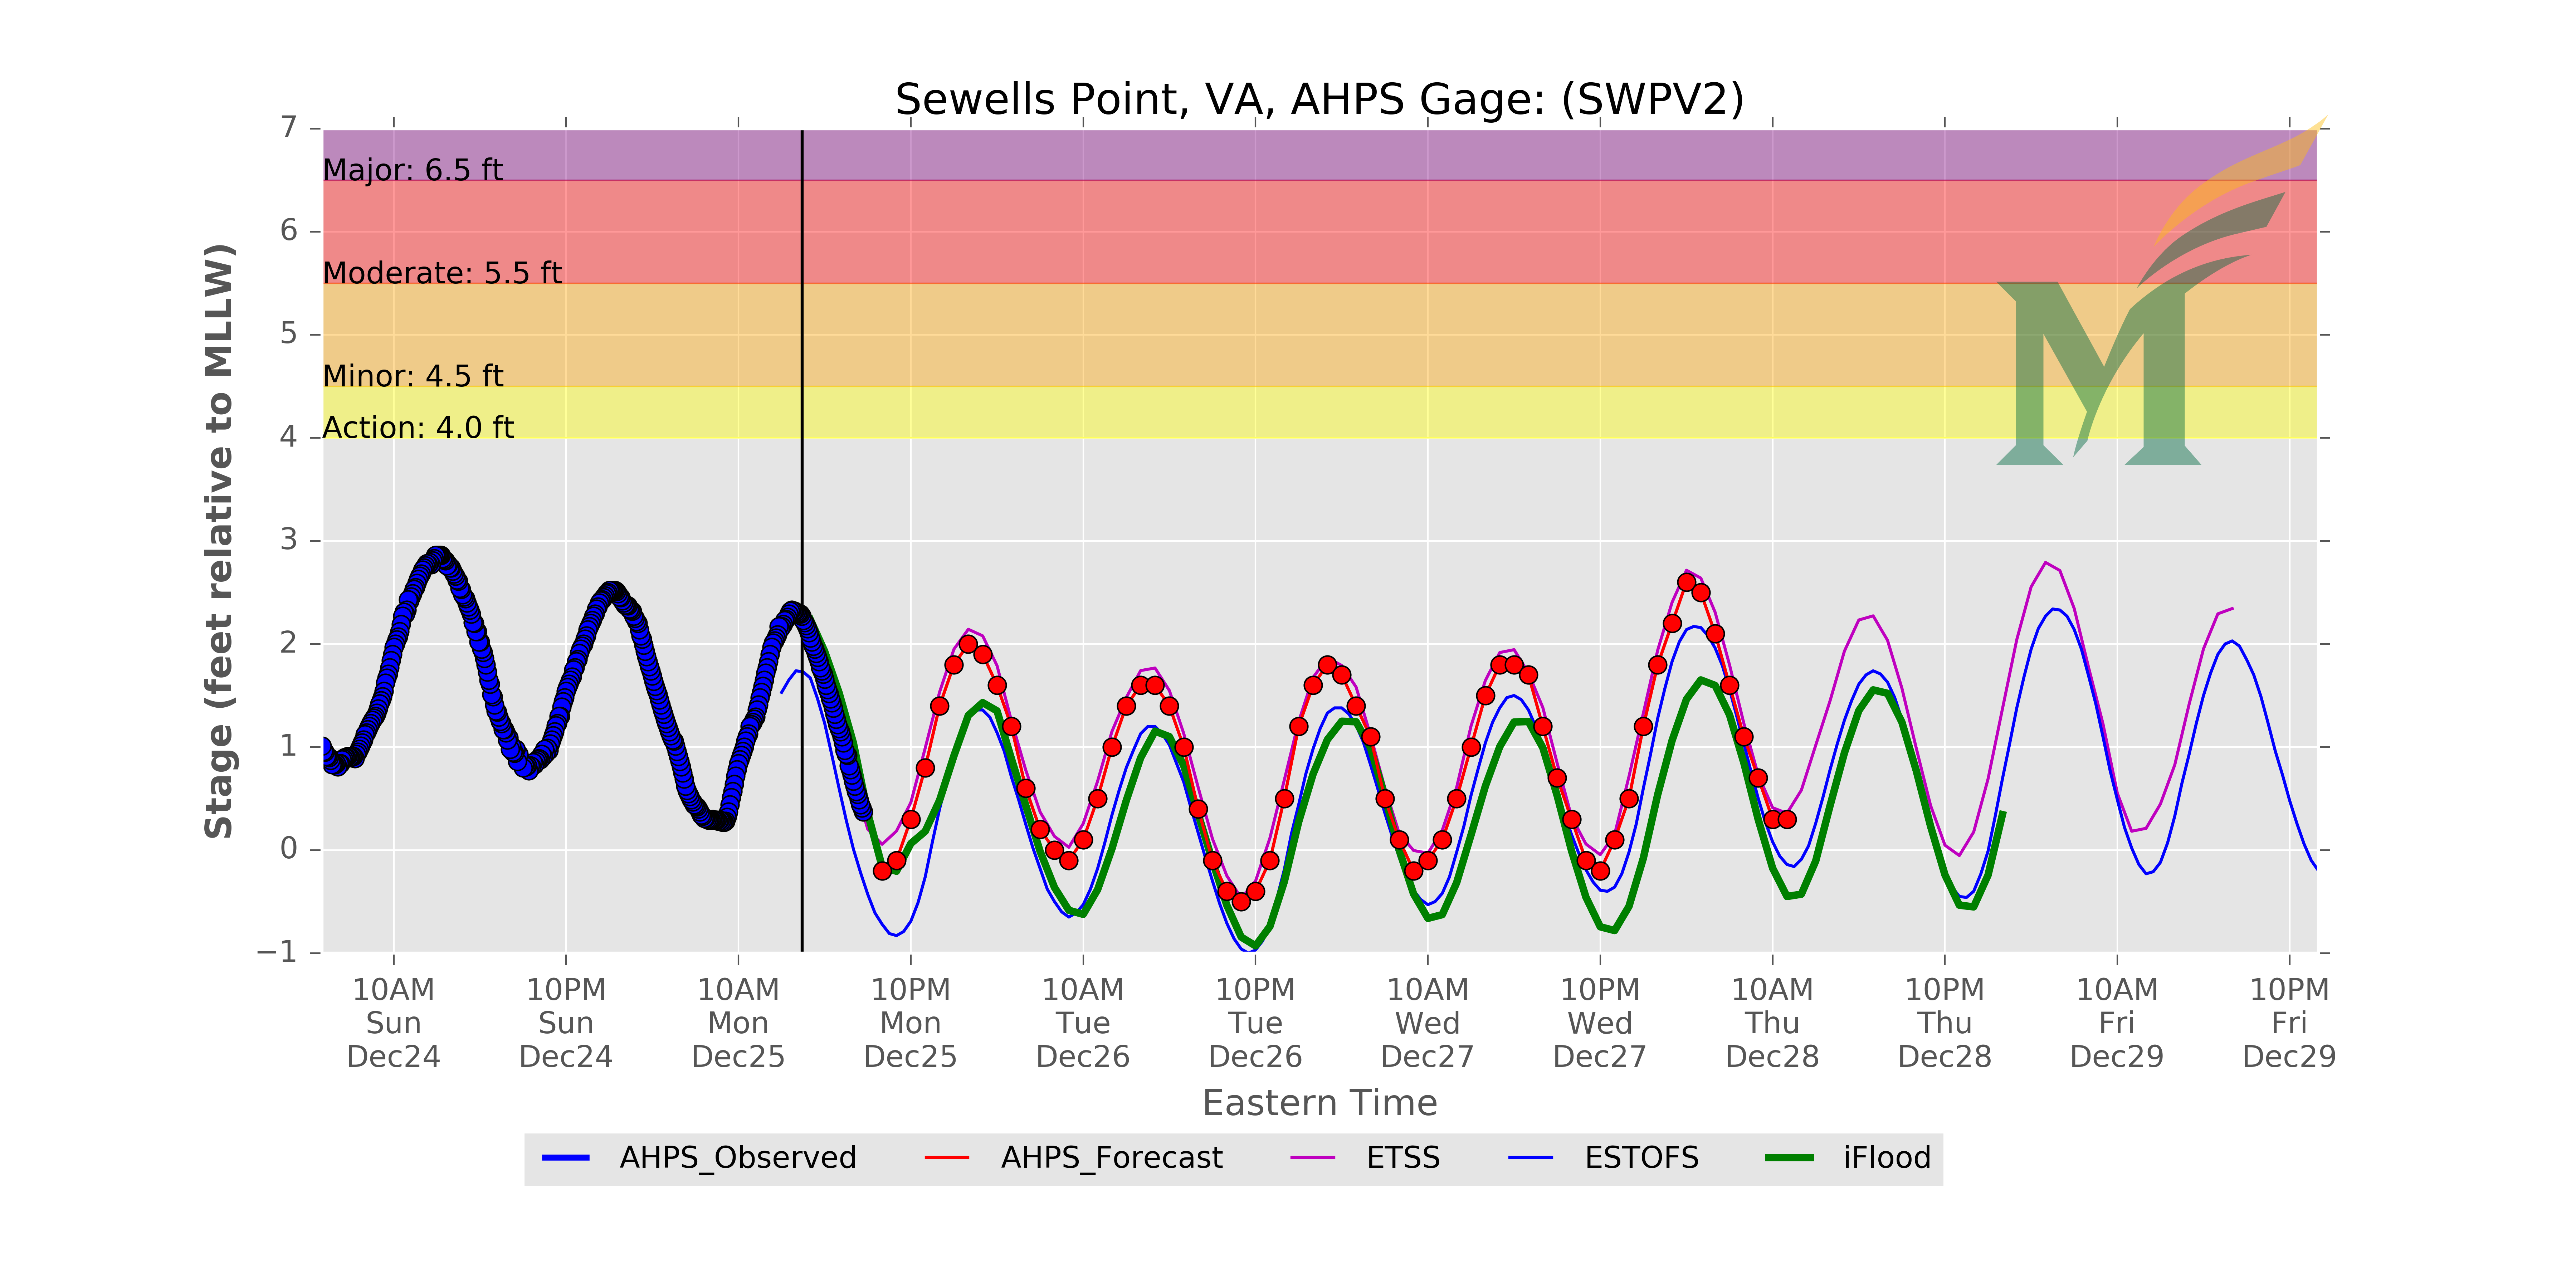 Sewells Point, VA, AHPS Gage: (SWPV2)
Stage (feet relative to MLLW)
7
6
5
4
3
2
1
0
−1
Major: 6.5 ft
Moderate: 5.5 ft
Minor: 4.5 ft
Action: 4.0 ft
M
10AM 10PM 10AM 10PM 10AM 10PM 10AM 10PM 10AM 10PM 10AM 10PM
Sun Sun Mon Mon Tue Tue Wed Wed Thu Thu Fri Fri
Dec24 Dec24 Dec25 Dec25 Dec26 Dec26 Dec27 Dec27 Dec28 Dec28 Dec29 Dec29
Eastern Time
AHPS_Observed AHPS_Forecast ETSS ESTOFS iFlood